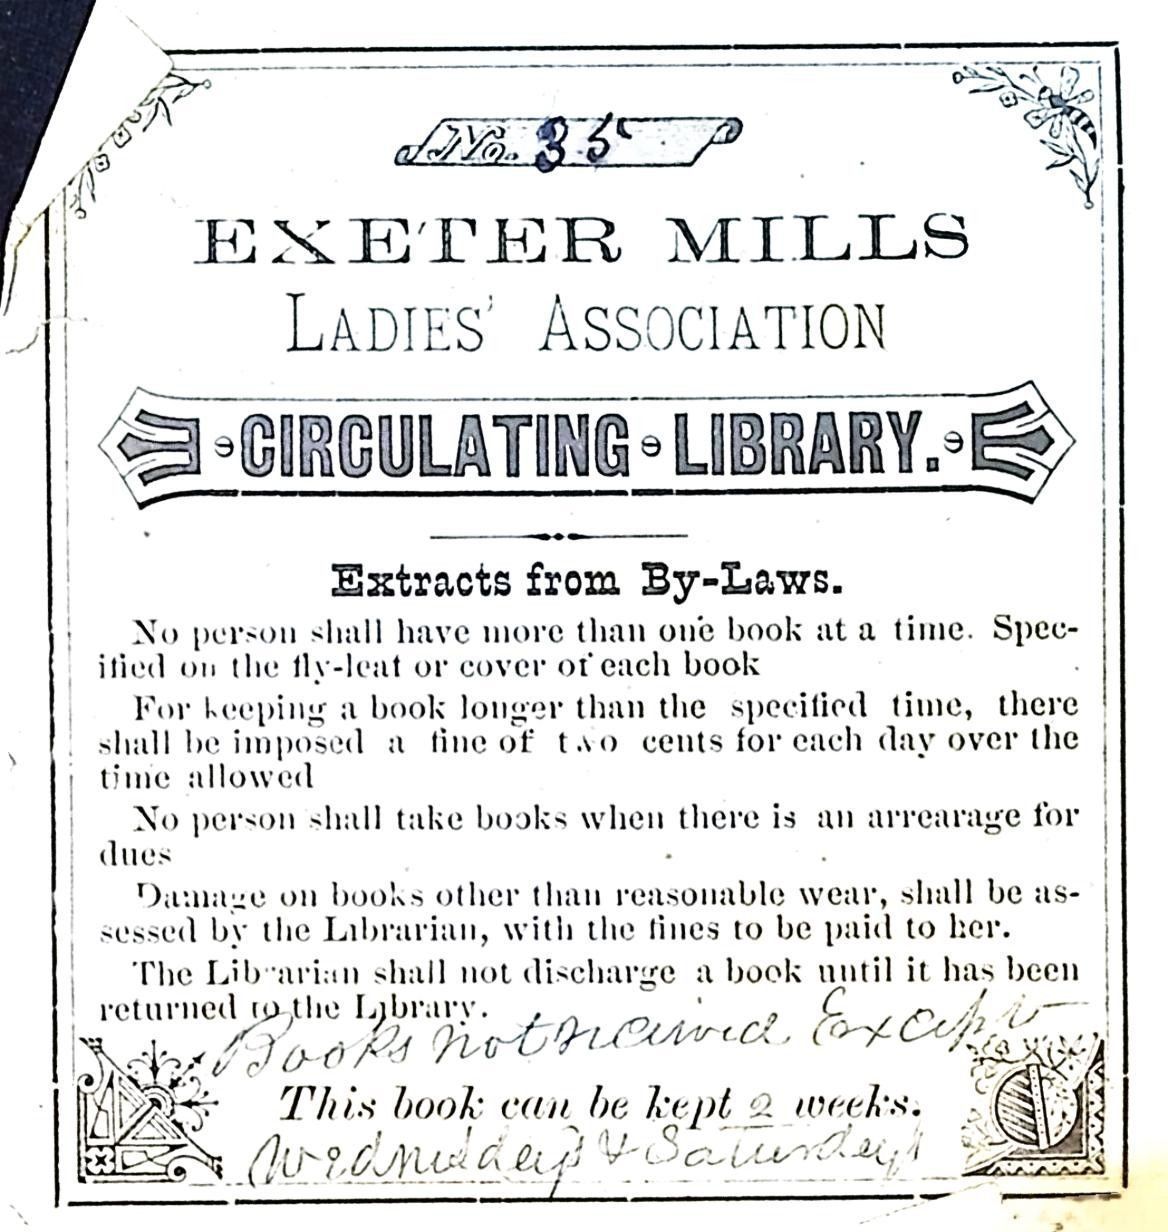 No. 35
EXETER MILLS
LADIES' ASSOCIATION
CIRCULATING LIBRARY.
Extracts from By-Laws.
No person shall have more than one book at a time. Spec-
ified on the fly-leaf or cover of each book
For keeping a book longer than the specified time, there
shall be imposed a fine of two cents for each day over the
time allowed
No person shall take books when there is an arrearage for
dues
Damage on books other than reasonable wear, shall be as-
sessed by the Librarian, with the fines to be paid to her.
The Librarian shall not discharge a book until it has been
returned to the Library.
Books not received Except
This book can be kept 2 weeks.
Wednesdays & Saturdays